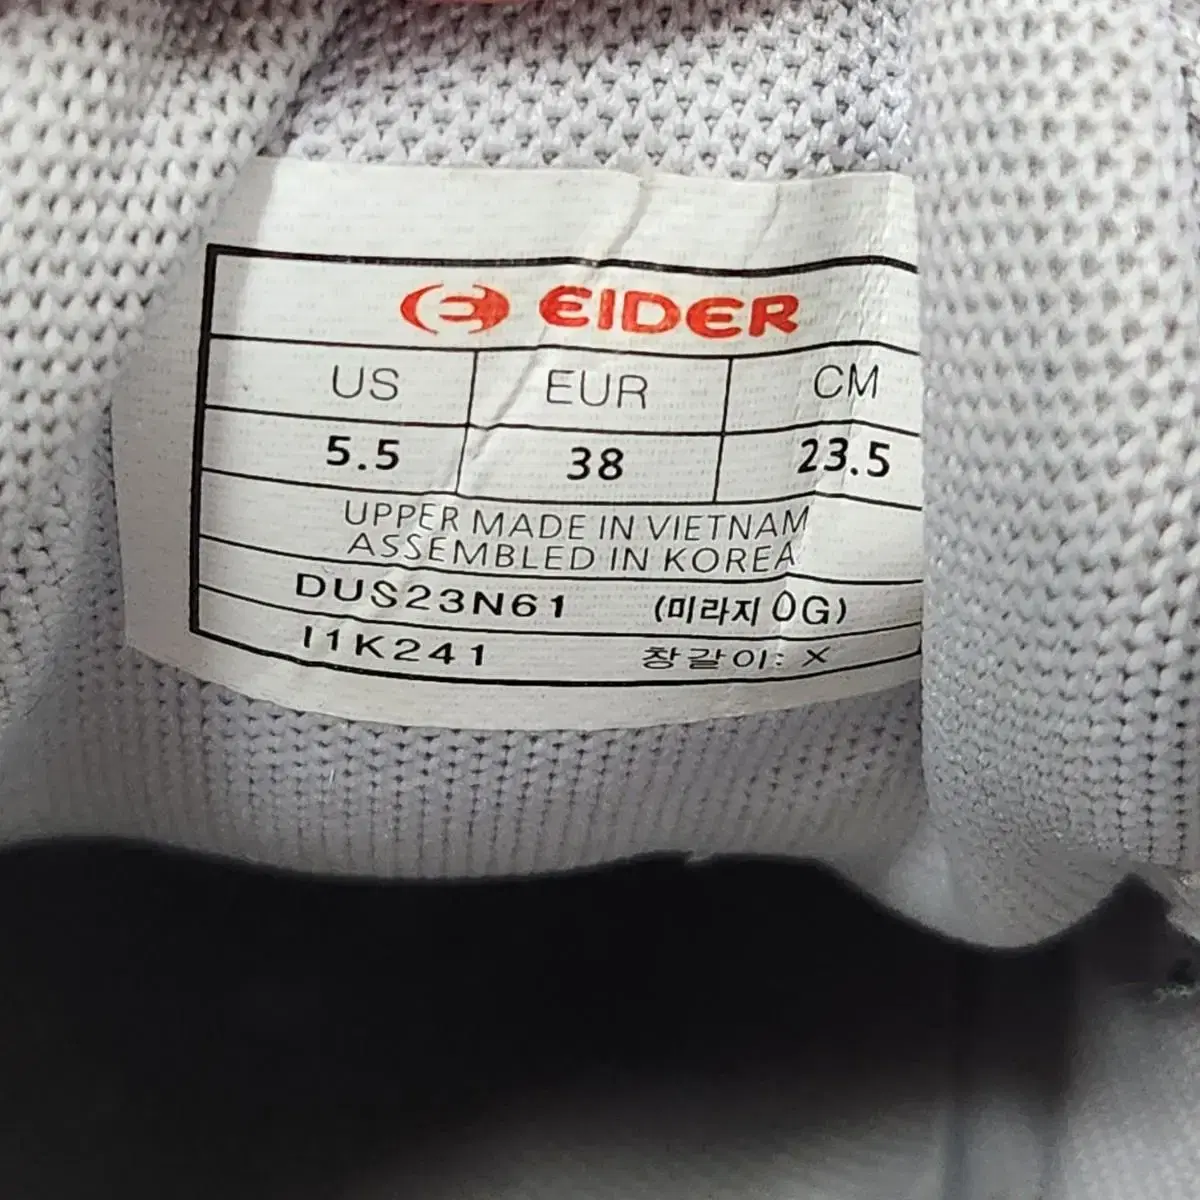 EIDER
US EUR CM
5.5 38 23.5
UPPER MADE IN VIETNAM
ASSEMBLED IN KOREA
DUS23N61 (미라지 OG)
I1K241 창갈이: X